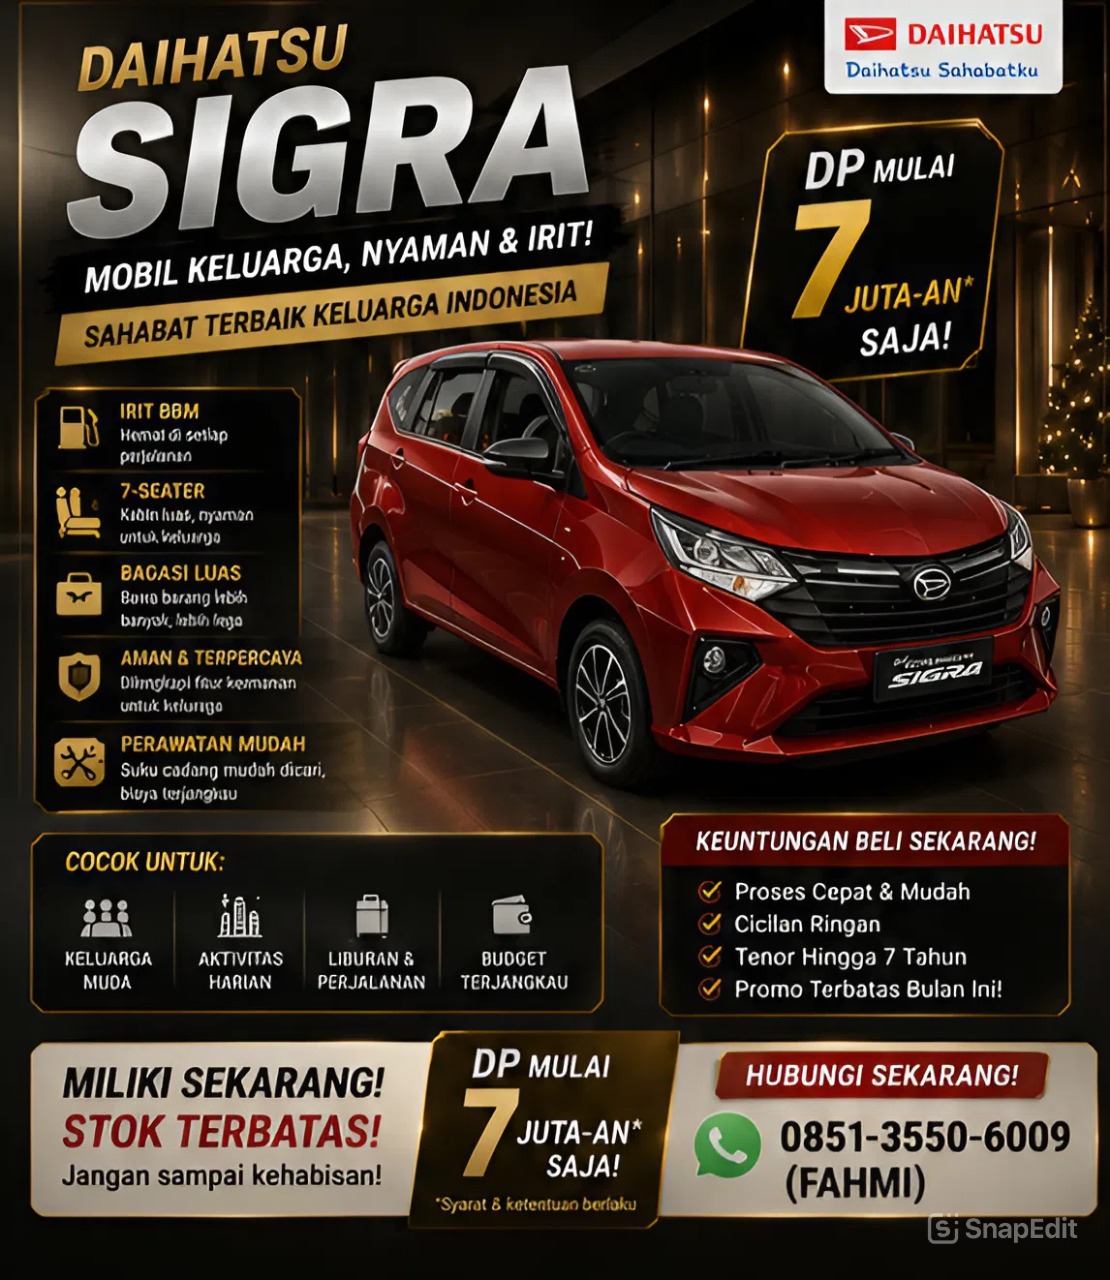 DAIHATSU
SIGRA
MOBIL KELUARGA, NYAMAN & IRIT!
SAHABAT TERBAIK KELUARGA INDONESIA
DAIHATSU
Daihatsu Sahabatku
DP MULAI
7 JUTA-AN*
SAJA!
IRIT BBM
di
7-SEATER
untuk
BAGASI LUAS
barang
AMAN & TERPERCAYA
untuk
PERAWATAN MUDAH
Suku cadang mudah dicari,
terjangkau
SIGRA
COCOK UNTUK:
KELUARGA
MUDA
AKTIVITAS
HARIAN
LIBURAN &
PERJALANAN
BUDGET
TERJANGKAU
KEUNTUNGAN BELI SEKARANG!
Proses Cepat & Mudah
Cicilan Ringan
Tenor Hingga 7 Tahun
Promo Terbatas Bulan Ini!
MILIKI SEKARANG!
STOK TERBATAS!
Jangan sampai kehabisan!
DP MULAI
7 JUTA-AN*
SAJA!
*Syarat & ketentuan berlaku
HUBUNGI SEKARANG!
0851-3550-6009
(FAHMI)
SnapEdit